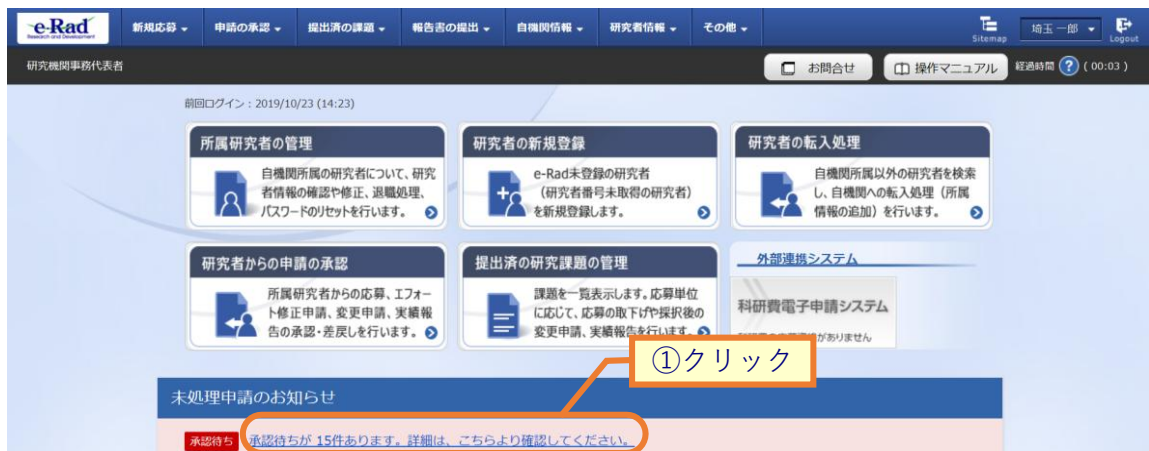 e-Rad
Research and Development
新規応募
申請の承認
提出済の課題
報告書の提出
自機関情報
研究者情報
その他
Sitemap
埼玉 一郎
Logout
研究機関事務代表者
お問合せ
操作マニュアル
経過時間 ? ( 00:03 )
前回ログイン：2019/10/23 (14:23)
所属研究者の管理
自機関所属の研究者について、研究
者情報の確認や修正、退職処理、
パスワードのリセットを行います。
研究者の新規登録
e-Rad未登録の研究者
（研究者番号未取得の研究者）
を新規登録します。
研究者の転入処理
自機関所属以外の研究者を検索
し、自機関への転入処理（所属
情報の追加）を行います。
研究者からの申請の承認
所属研究者からの応募、エフォー
ト修正申請、変更申請、実績報
告の承認・差戻しを行います。
提出済の研究課題の管理
課題を一覧表示します。応募単位
に応じて、応募の取下げや採択後の
変更申請、実績報告を行います。
外部連携システム
科研費電子申請システム
がありません
①クリック
未処理申請のお知らせ
承認待ち
承認待ちが 15件あります。詳細は、こちらより確認してください。